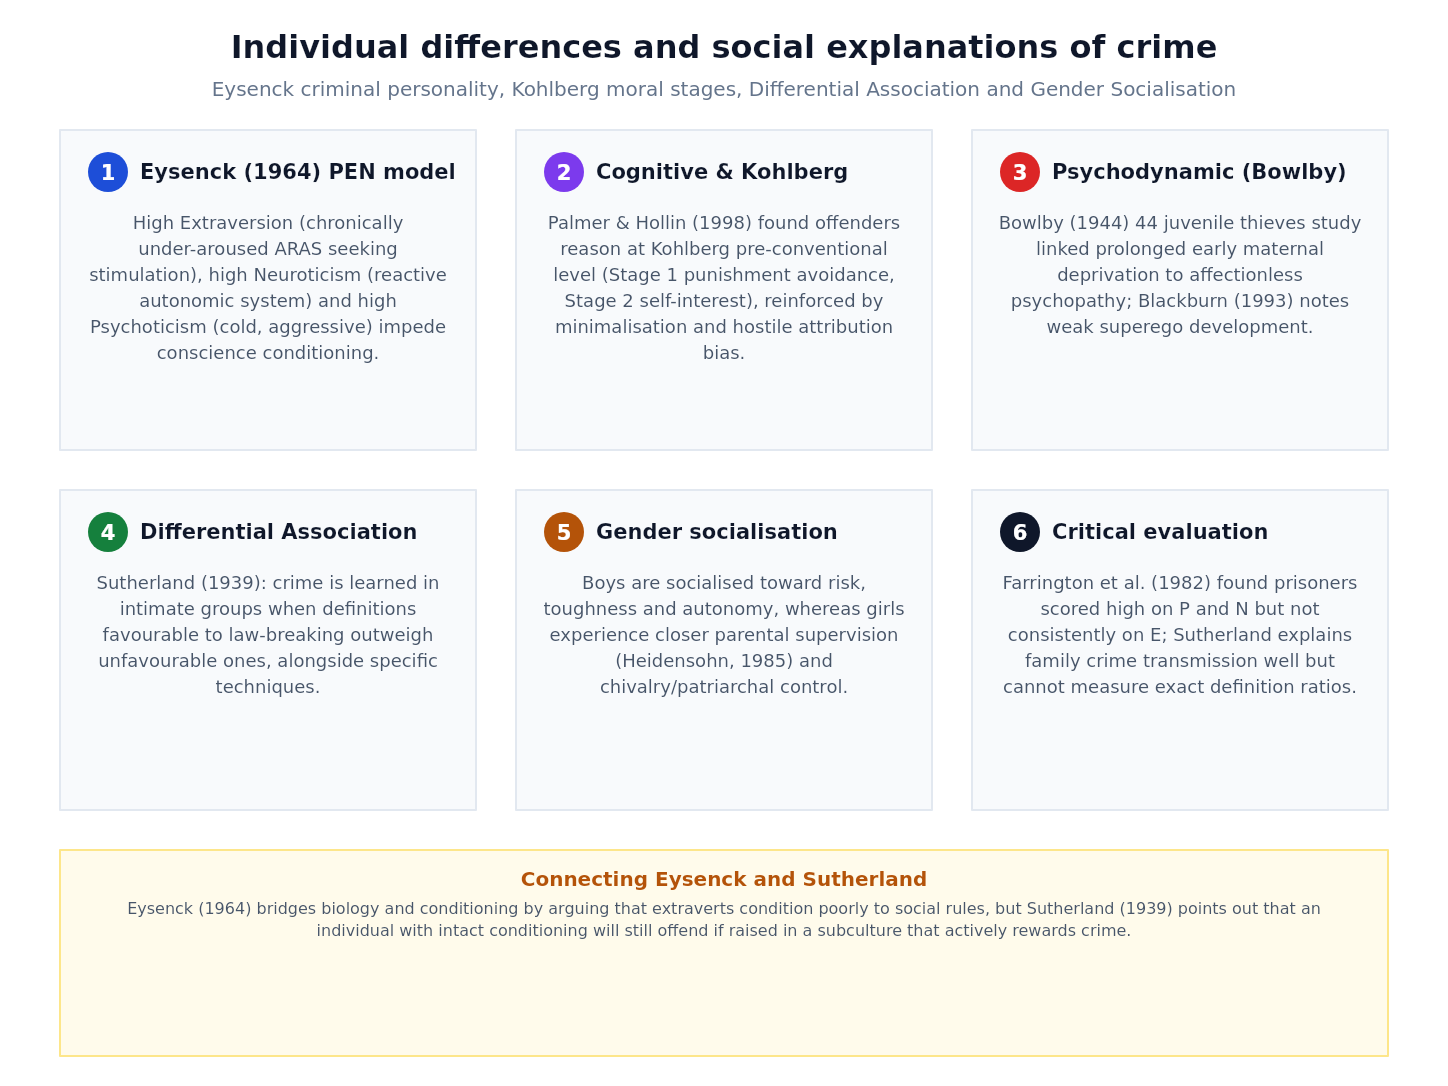 Individual differences and social explanations of crime
Eysenck criminal personality, Kohlberg moral stages, Differential Association and Gender Socialisation
1 Eysenck (1964) PEN model
High Extraversion (chronically
under-aroused ARAS seeking
stimulation), high Neuroticism (reactive
autonomic system) and high
Psychoticism (cold, aggressive) impede
conscience conditioning.
2 Cognitive & Kohlberg
Palmer & Hollin (1998) found offenders
reason at Kohlberg pre-conventional
level (Stage 1 punishment avoidance,
Stage 2 self-interest), reinforced by
minimalisation and hostile attribution
bias.
3 Psychodynamic (Bowlby)
Bowlby (1944) 44 juvenile thieves study
linked prolonged early maternal
deprivation to affectionless
psychopathy; Blackburn (1993) notes
weak superego development.
4 Differential Association
Sutherland (1939): crime is learned in
intimate groups when definitions
favourable to law-breaking outweigh
unfavourable ones, alongside specific
techniques.
5 Gender socialisation
Boys are socialised toward risk,
toughness and autonomy, whereas girls
experience closer parental supervision
(Heidensohn, 1985) and
chivalry/patriarchal control.
6 Critical evaluation
Farrington et al. (1982) found prisoners
scored high on P and N but not
consistently on E; Sutherland explains
family crime transmission well but
cannot measure exact definition ratios.
Connecting Eysenck and Sutherland
Eysenck (1964) bridges biology and conditioning by arguing that extraverts condition poorly to social rules, but Sutherland (1939) points out that an
individual with intact conditioning will still offend if raised in a subculture that actively rewards crime.